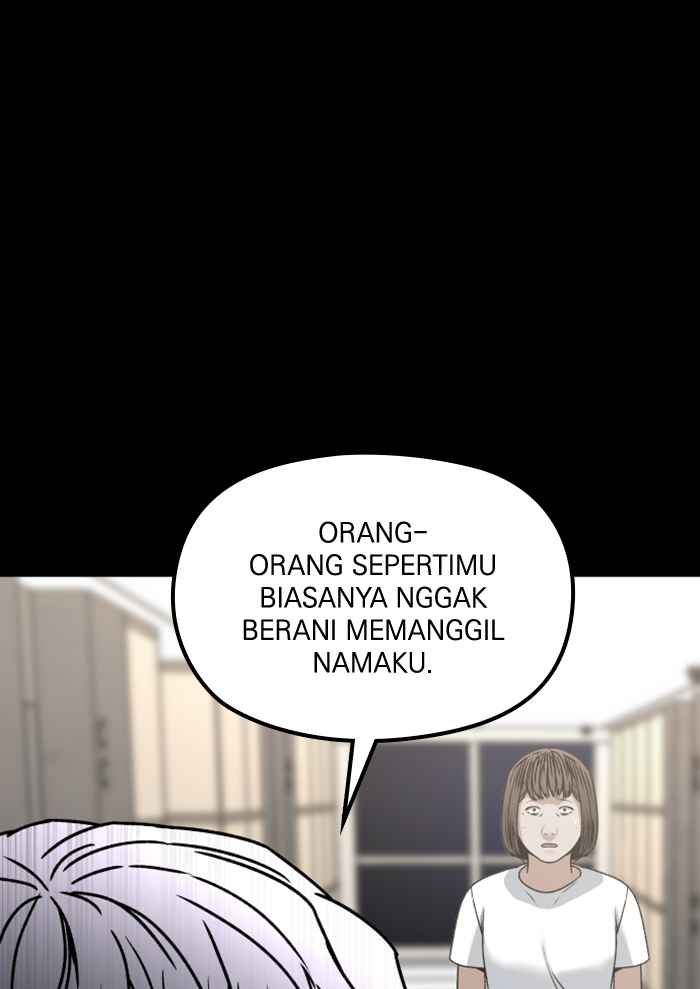 ORANG-
ORANG SEPERTIMU
BIASANYA NGGAK
BERANI MEMANGGIL
NAMAKU.